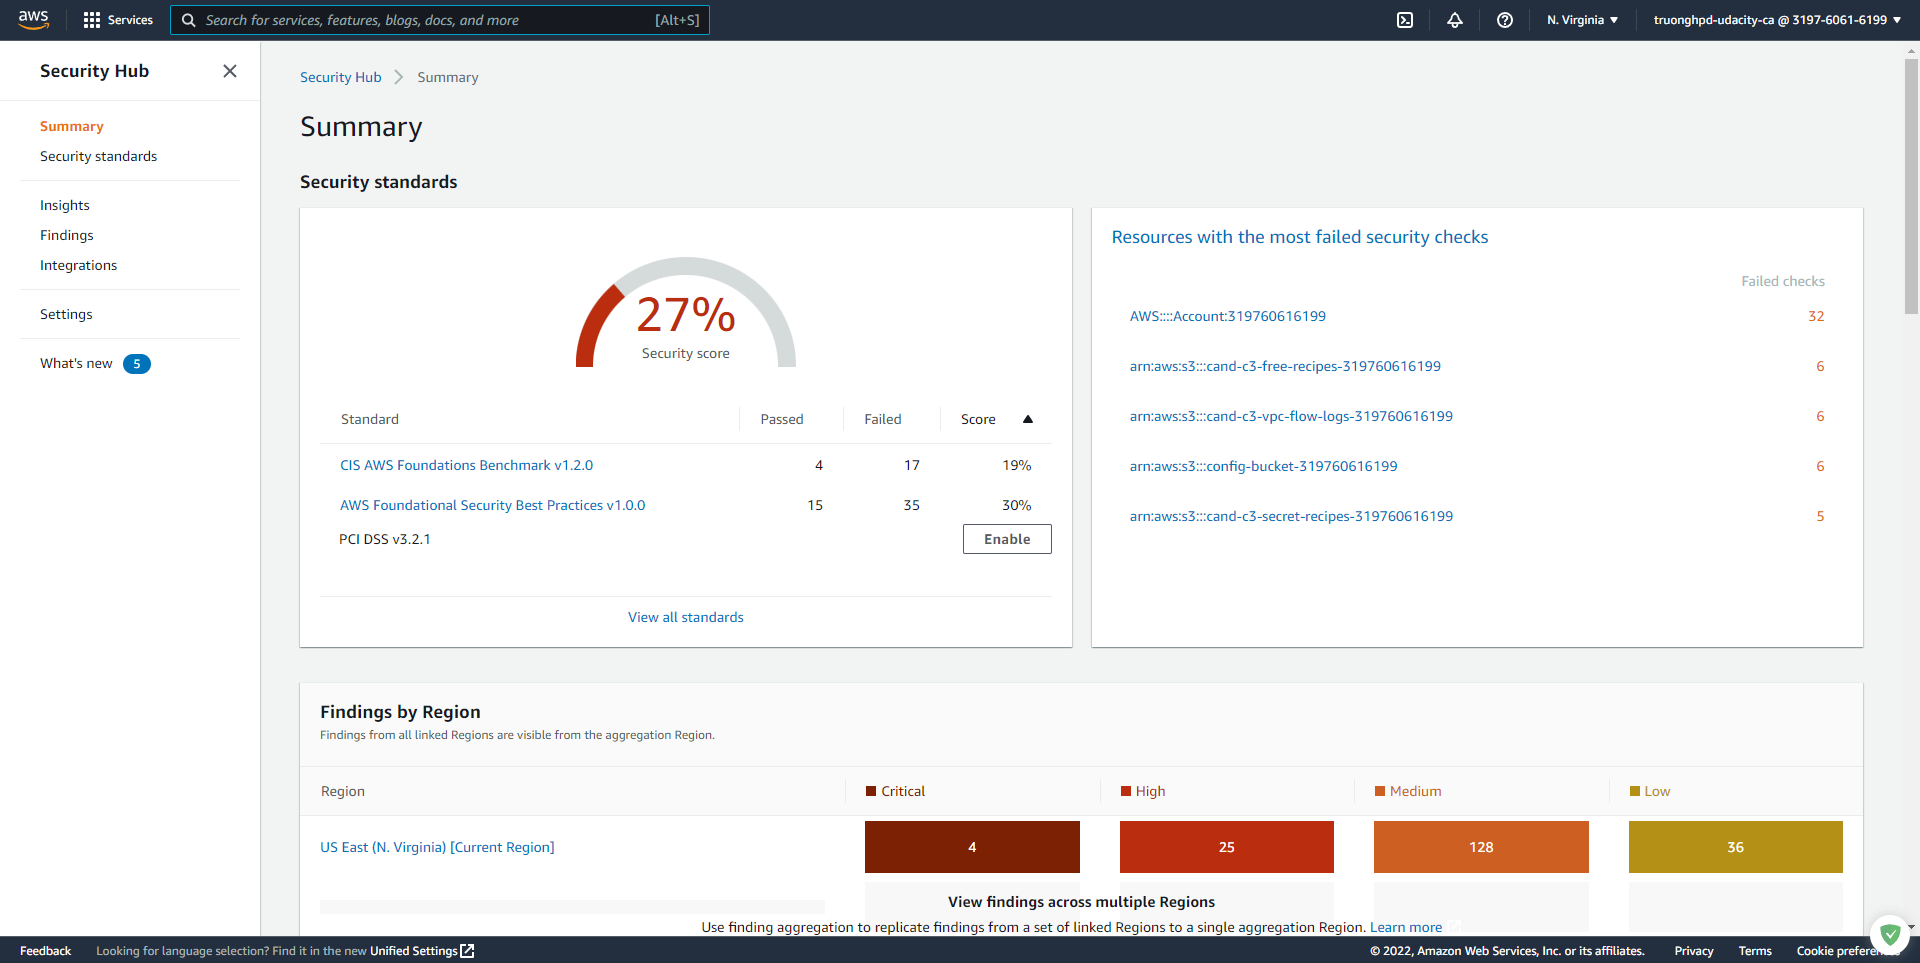 aws
Services
Search for services, features, blogs, docs, and more [Alt+S]
N. Virginia ▼
truonghpd-udacity-ca @ 3197-6061-6199 ▼
Security Hub
Summary
Security standards
Insights
Findings
Integrations
Settings
What's new 5
Security Hub > Summary
Summary
Security standards
27%
Security score
Standard Passed Failed Score ▲
CIS AWS Foundations Benchmark v1.2.0 4 17 19%
AWS Foundational Security Best Practices v1.0.0 15 35 30%
PCI DSS v3.2.1 Enable
View all standards
Resources with the most failed security checks
Failed checks
AWS::::Account:319760616199 32
arn:aws:s3:::cand-c3-free-recipes-319760616199 6
arn:aws:s3:::cand-c3-vpc-flow-logs-319760616199 6
arn:aws:s3:::config-bucket-319760616199 6
arn:aws:s3:::cand-c3-secret-recipes-319760616199 5
Findings by Region
Findings from all linked Regions are visible from the aggregation Region.
Region Critical High Medium Low
US East (N. Virginia) [Current Region] 4 25 128 36
View findings across multiple Regions
Use finding aggregation to replicate findings from a set of linked Regions to a single aggregation Region. Learn more
Feedback Looking for language selection? Find it in the new Unified Settings © 2022, Amazon Web Services, Inc. or its affiliates. Privacy Terms Cookie prefere